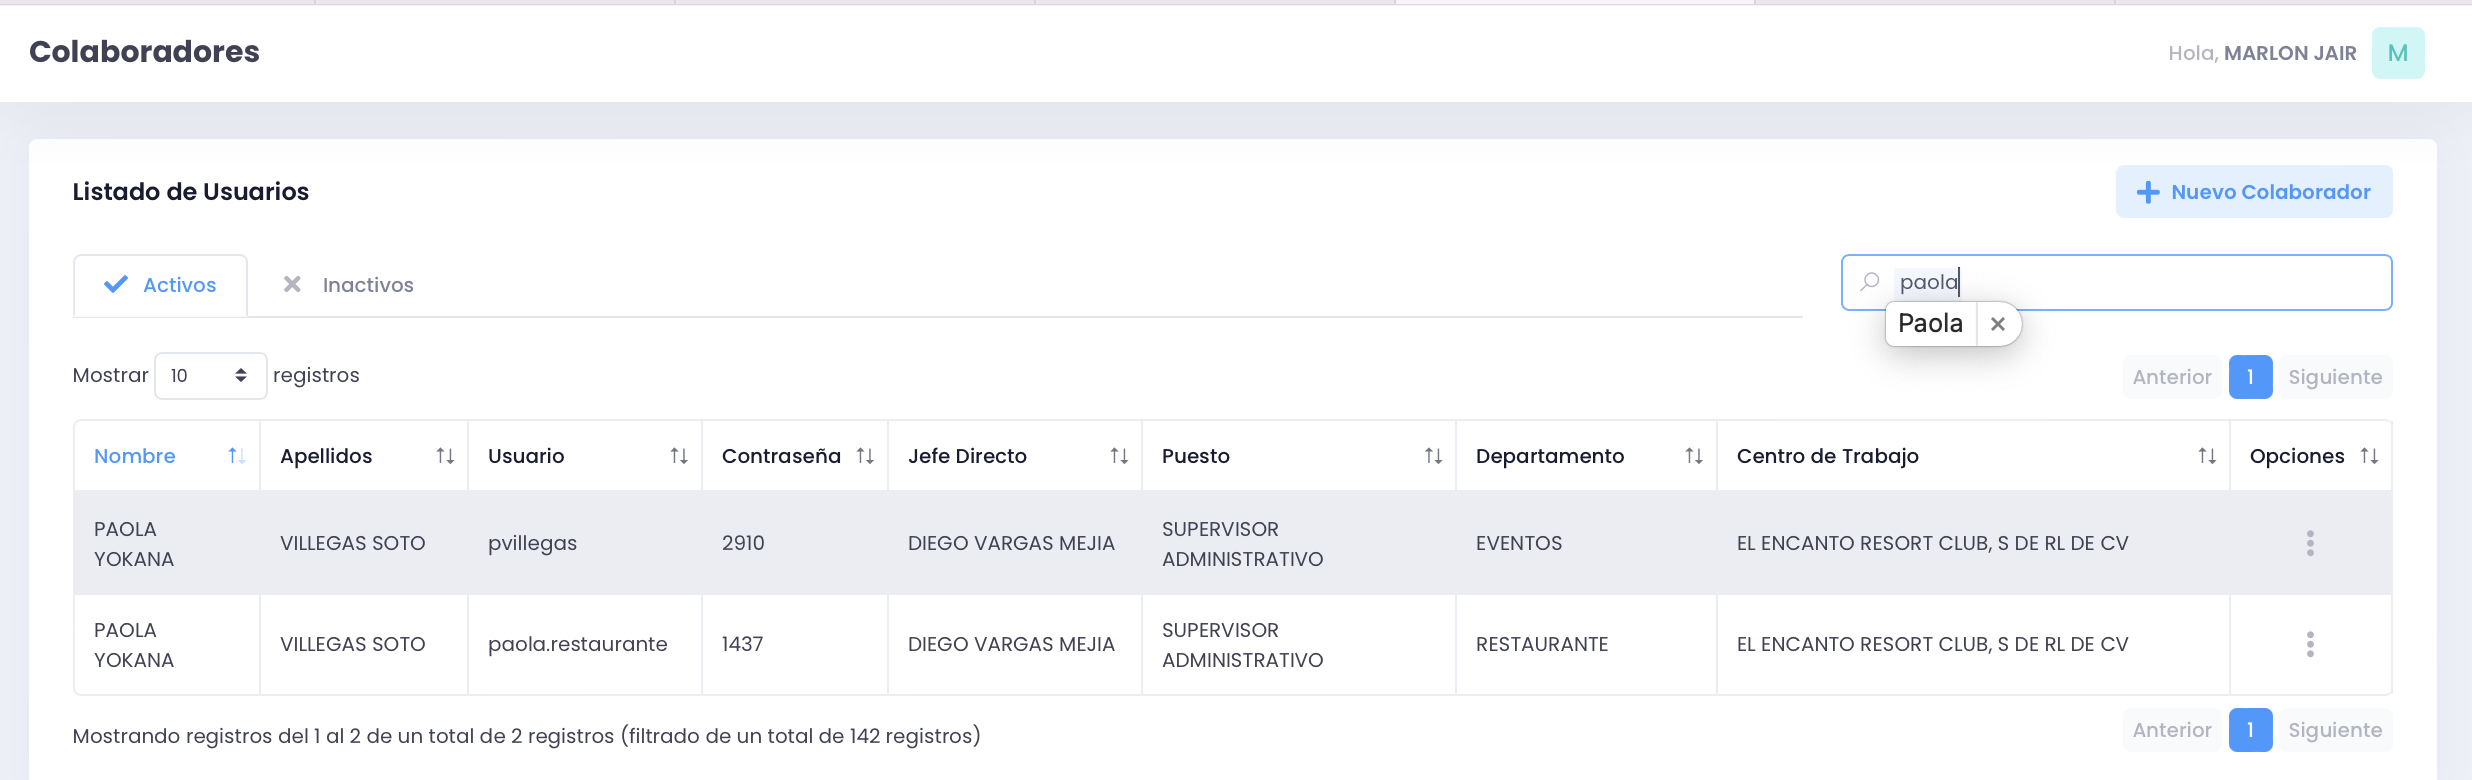 Colaboradores
Hola, MARLON JAIR M
Listado de Usuarios
Nuevo Colaborador
Activos Inactivos
paola
Paola
Mostrar 10 registros
Anterior 1 Siguiente
Nombre Apellidos Usuario Contraseña Jefe Directo Puesto Departamento Centro de Trabajo Opciones
PAOLA YOKANA VILLEGAS SOTO pvillegas 2910 DIEGO VARGAS MEJIA SUPERVISOR ADMINISTRATIVO EVENTOS EL ENCANTO RESORT CLUB, S DE RL DE CV
PAOLA YOKANA VILLEGAS SOTO paola.restaurante 1437 DIEGO VARGAS MEJIA SUPERVISOR ADMINISTRATIVO RESTAURANTE EL ENCANTO RESORT CLUB, S DE RL DE CV
Mostrando registros del 1 al 2 de un total de 2 registros (filtrado de un total de 142 registros)
Anterior 1 Siguiente